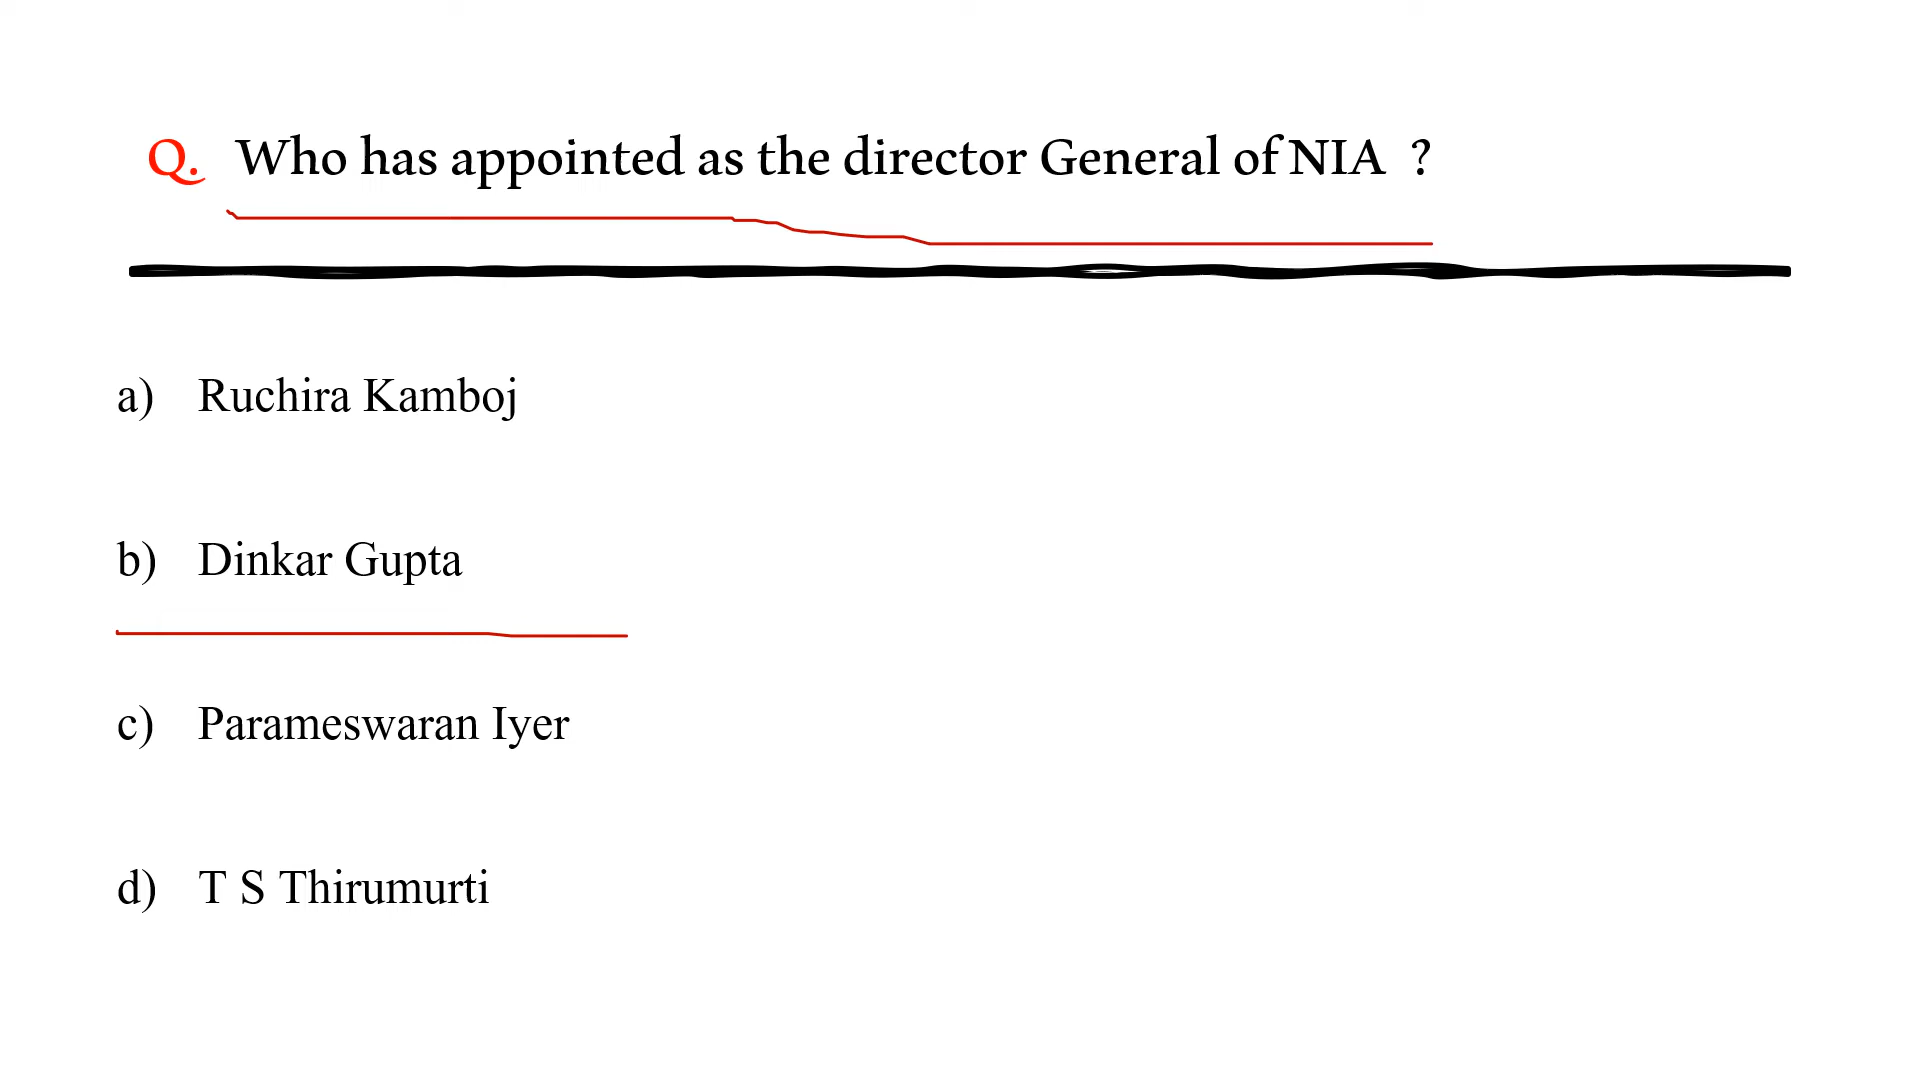 Q. Who has appointed as the director General of NIA ?
a) Ruchira Kamboj
b) Dinkar Gupta
c) Parameswaran Iyer
d) T S Thirumurti